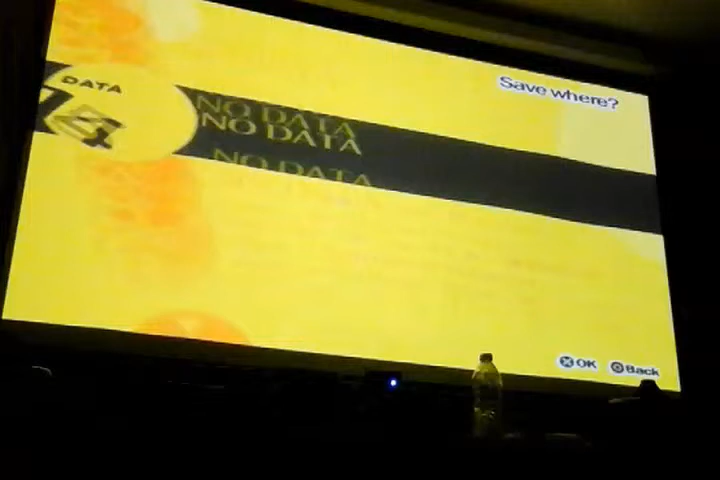 Save where?
DATA
NO DATA
NO DATA
NO DATA
OK Back